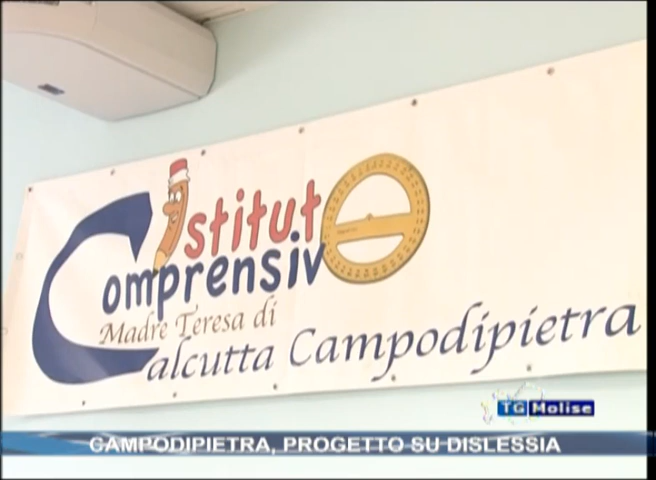 Istituto
Comprensivo
Madre Teresa di
Calcutta Campodipietra
TG Molise
CAMPODIPIETRA, PROGETTO SU DISLESSIA